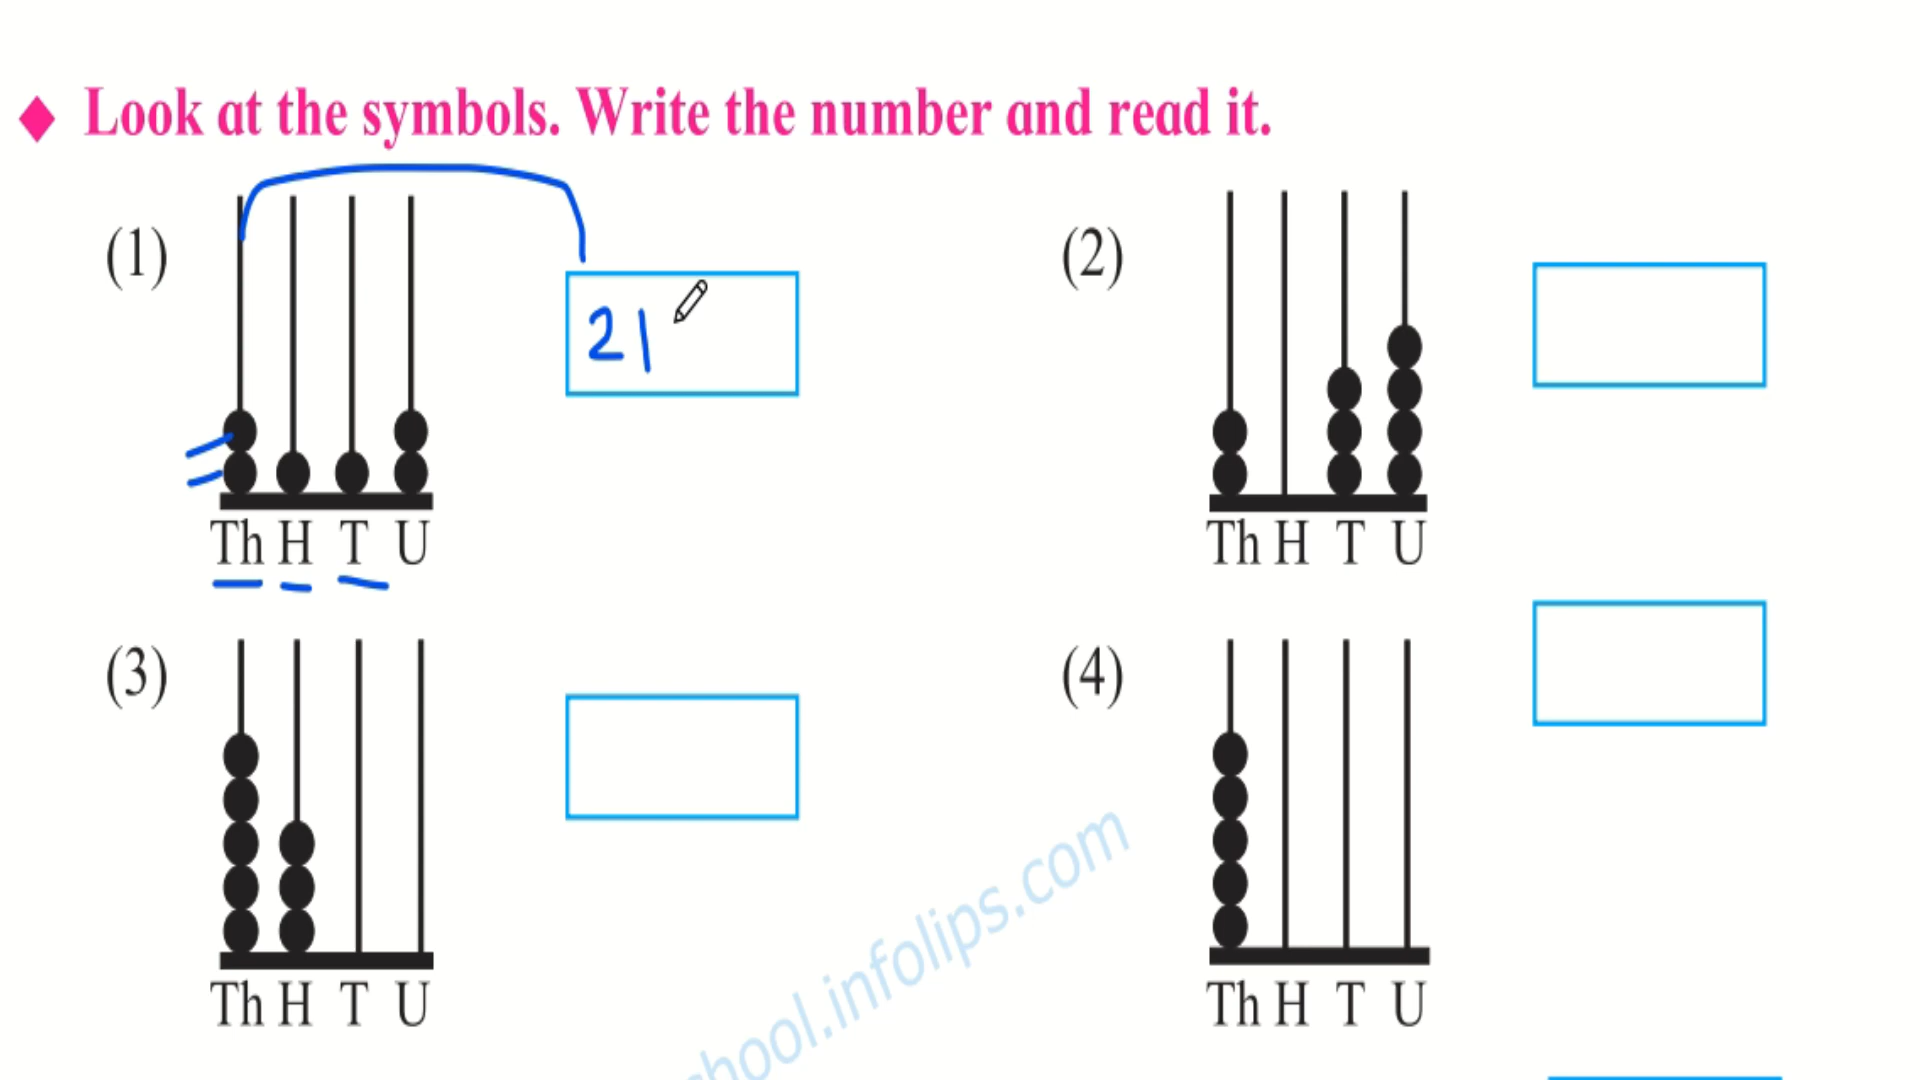 Look at the symbols. Write the number and read it.
(1)
21
Th H T U
(2)
Th H T U
(3)
Th H T U
(4)
Th H T U
hool.infolips.com